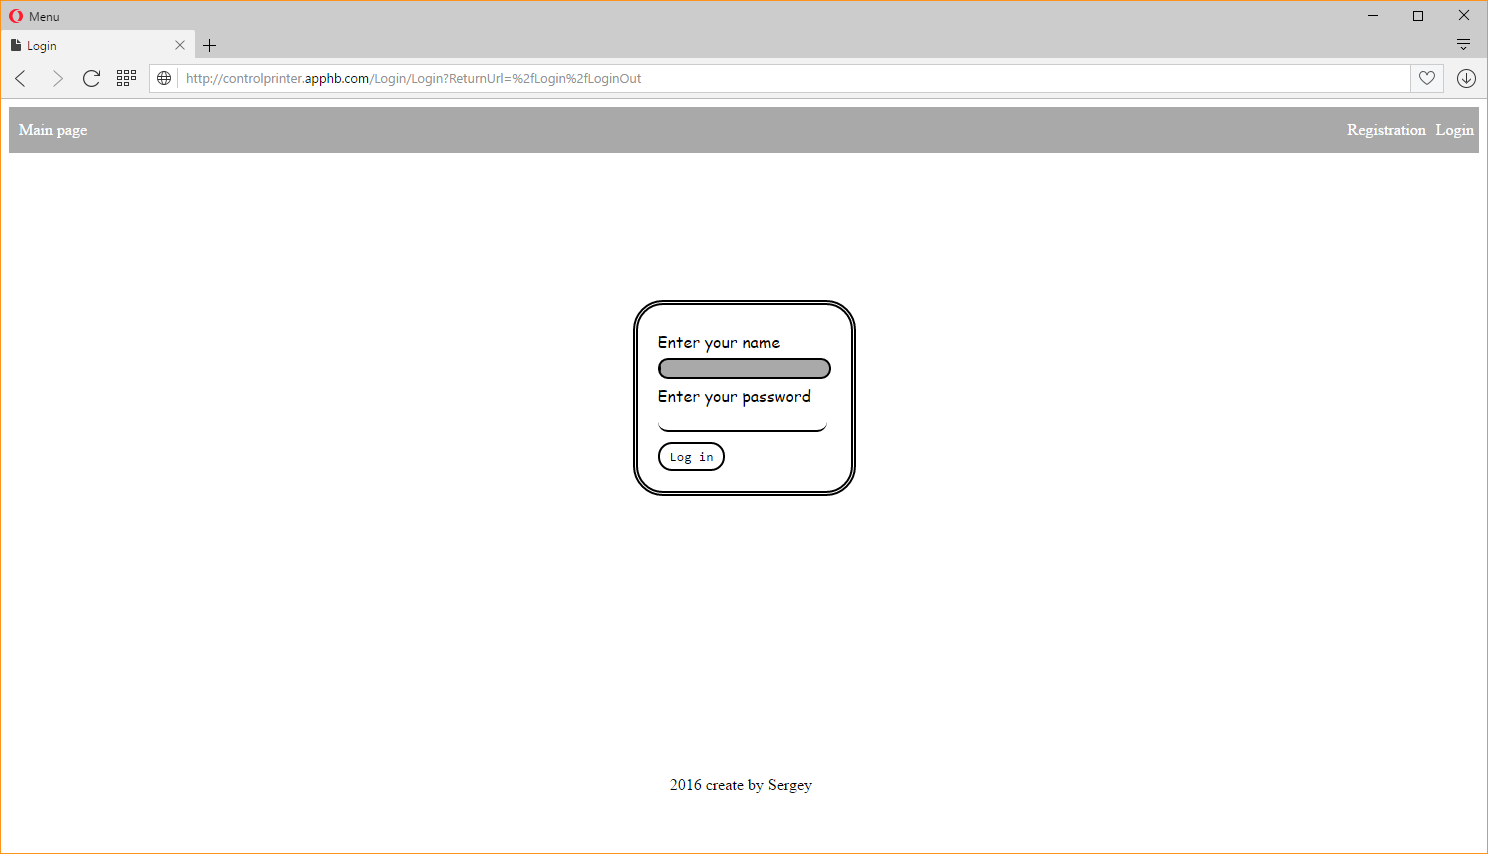 Menu
Login
http://controlprinter.apphb.com/Login/Login?ReturnUrl=%2fLogin%2fLoginOut
Main page Registration Login
Enter your name
Enter your password
Log in
2016 create by Sergey